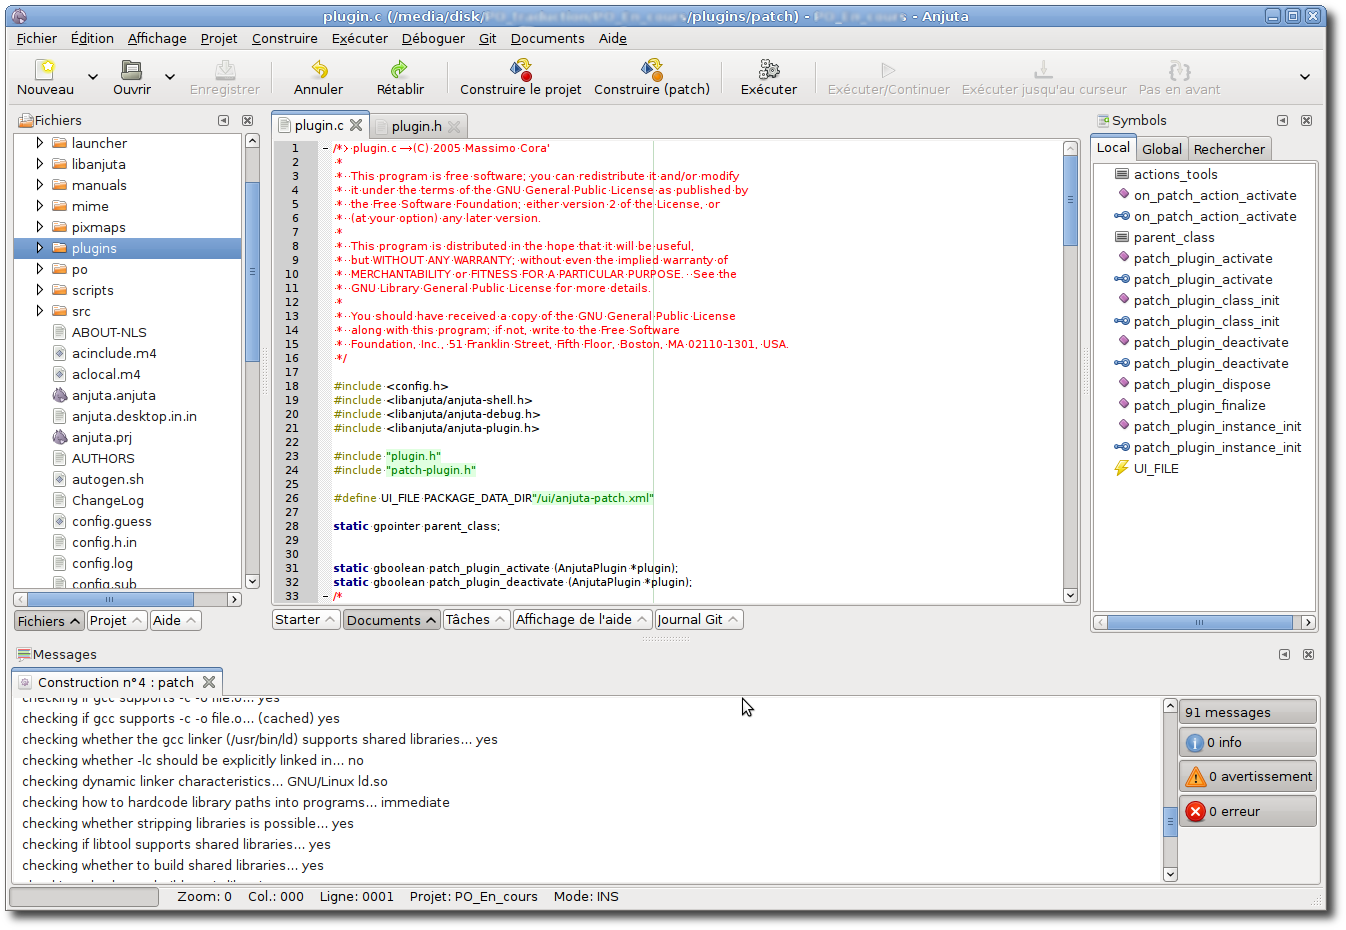 plugin.c (/media/disk/ /plugins/patch) - - Anjuta
Fichier Édition Affichage Projet Construire Exécuter Déboguer Git Documents Aide
Nouveau Ouvrir Enregistrer Annuler Rétablir Construire le projet Construire (patch) Exécuter Exécuter/Continuer Exécuter jusqu'au curseur Pas en avant
Fichiers
launcher
libanjuta
manuals
mime
pixmaps
plugins
po
scripts
src
ABOUT-NLS
acinclude.m4
aclocal.m4
anjuta.anjuta
anjuta.desktop.in.in
anjuta.prj
AUTHORS
autogen.sh
ChangeLog
config.guess
config.h.in
config.log
config.sub
Fichiers Projet Aide
plugin.c plugin.h
1 /* plugin.c (C) 2005 Massimo Cora'
2 *
3 * This program is free software; you can redistribute it and/or modify
4 * it under the terms of the GNU General Public License as published by
5 * the Free Software Foundation; either version 2 of the License, or
6 * (at your option) any later version.
7 *
8 * This program is distributed in the hope that it will be useful,
9 * but WITHOUT ANY WARRANTY; without even the implied warranty of
10 * MERCHANTABILITY or FITNESS FOR A PARTICULAR PURPOSE. See the
11 * GNU Library General Public License for more details.
12 *
13 * You should have received a copy of the GNU General Public License
14 * along with this program; if not, write to the Free Software
15 * Foundation, Inc., 51 Franklin Street, Fifth Floor, Boston, MA 02110-1301, USA.
16 */
17
18 #include <config.h>
19 #include <libanjuta/anjuta-shell.h>
20 #include <libanjuta/anjuta-debug.h>
21 #include <libanjuta/anjuta-plugin.h>
22
23 #include "plugin.h"
24 #include "patch-plugin.h"
25
26 #define UI_FILE PACKAGE_DATA_DIR"/ui/anjuta-patch.xml"
27
28 static gpointer parent_class;
29
30
31 static gboolean patch_plugin_activate (AnjutaPlugin *plugin);
32 static gboolean patch_plugin_deactivate (AnjutaPlugin *plugin);
33 /*
Starter Documents Tâches Affichage de l'aide Journal Git
Symbols
Local Global Rechercher
actions_tools
on_patch_action_activate
on_patch_action_activate
parent_class
patch_plugin_activate
patch_plugin_activate
patch_plugin_class_init
patch_plugin_class_init
patch_plugin_deactivate
patch_plugin_deactivate
patch_plugin_dispose
patch_plugin_finalize
patch_plugin_instance_init
patch_plugin_instance_init
UI_FILE
Messages
Construction n°4 : patch
checking if gcc supports -c -o file.o... yes
checking if gcc supports -c -o file.o... (cached) yes
checking whether the gcc linker (/usr/bin/ld) supports shared libraries... yes
checking whether -lc should be explicitly linked in... no
checking dynamic linker characteristics... GNU/Linux ld.so
checking how to hardcode library paths into programs... immediate
checking whether stripping libraries is possible... yes
checking if libtool supports shared libraries... yes
checking whether to build shared libraries... yes
91 messages
0 info
0 avertissement
0 erreur
Zoom: 0 Col.: 000 Ligne: 0001 Projet: PO_En_cours Mode: INS